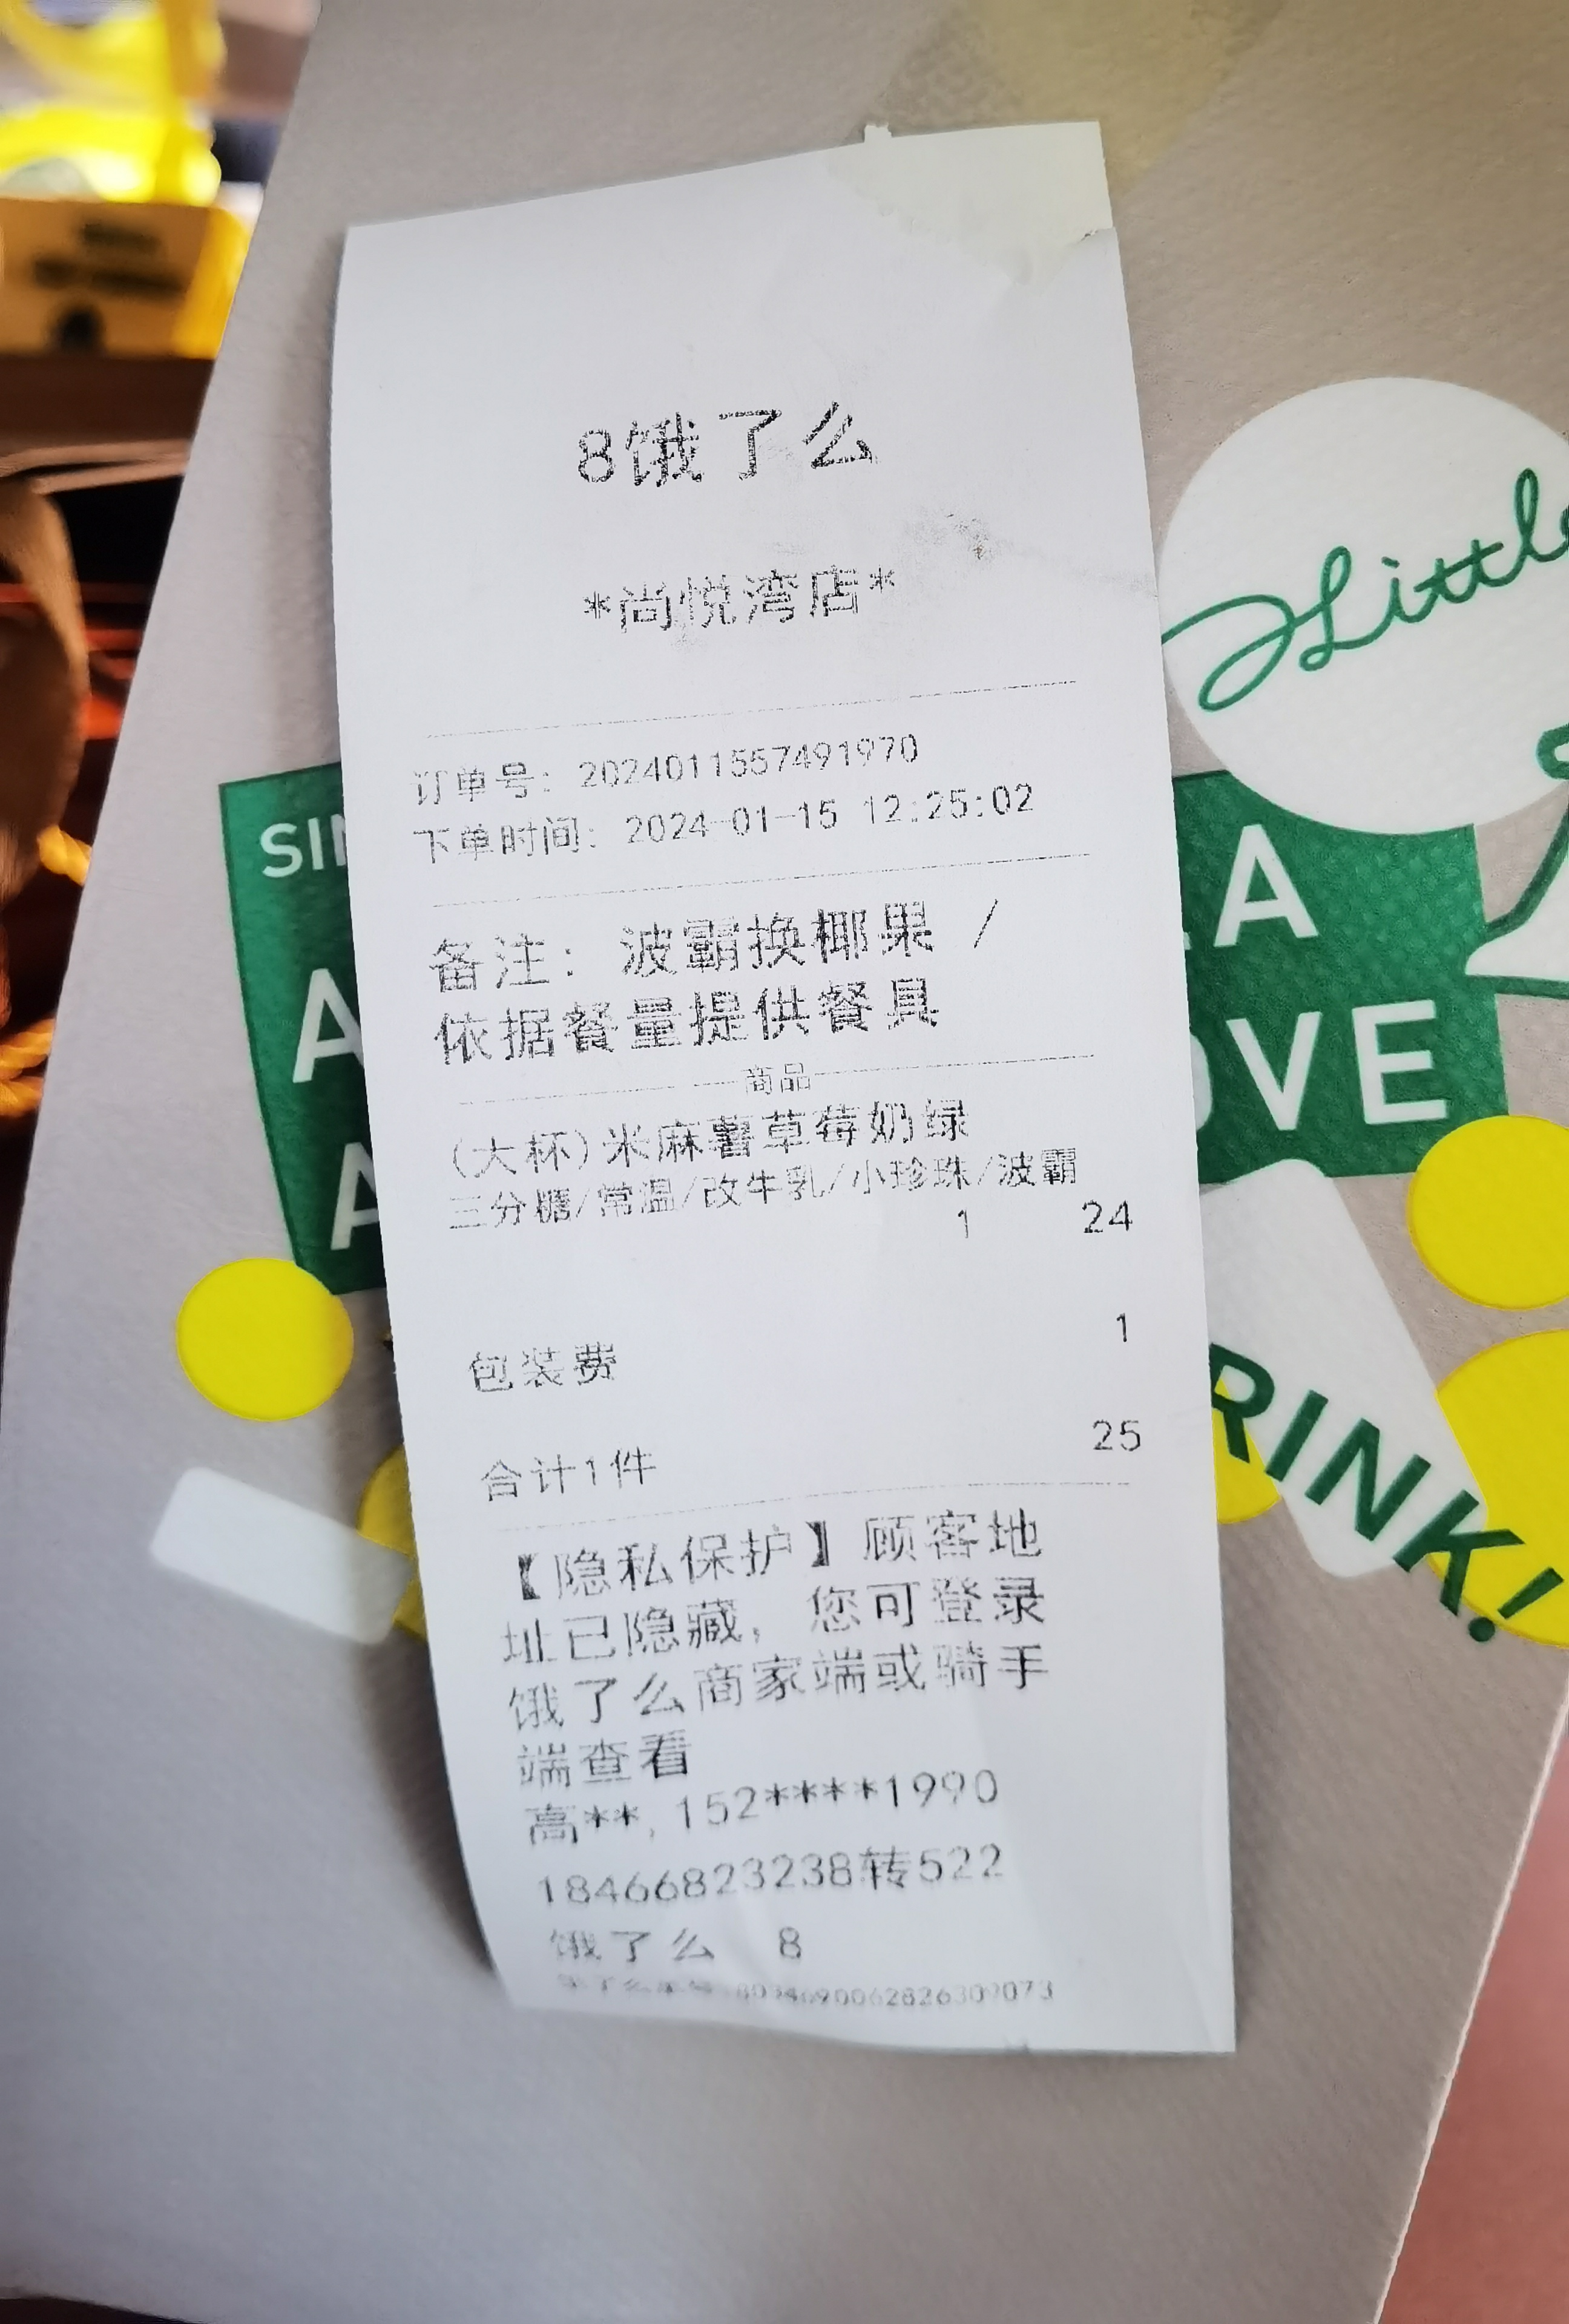 8饿了么
*尚悦湾店*
订单号: 2024011557491970
下单时间: 2024-01-15 12:25:02
备注: 波霸换椰果 /
依据餐量提供餐具
商品
(大杯)米麻薯草莓奶绿
三分糖/常温/改牛乳/小珍珠/波霸
1 24
包装费 1
合计1件 25
【隐私保护】顾客地
址已隐藏, 您可登录
饿了么商家端或骑手
端查看
高**, 152****1990
18466823238转522
饿了么 8
Little
SIN
A
A
A
OVE
RINK!